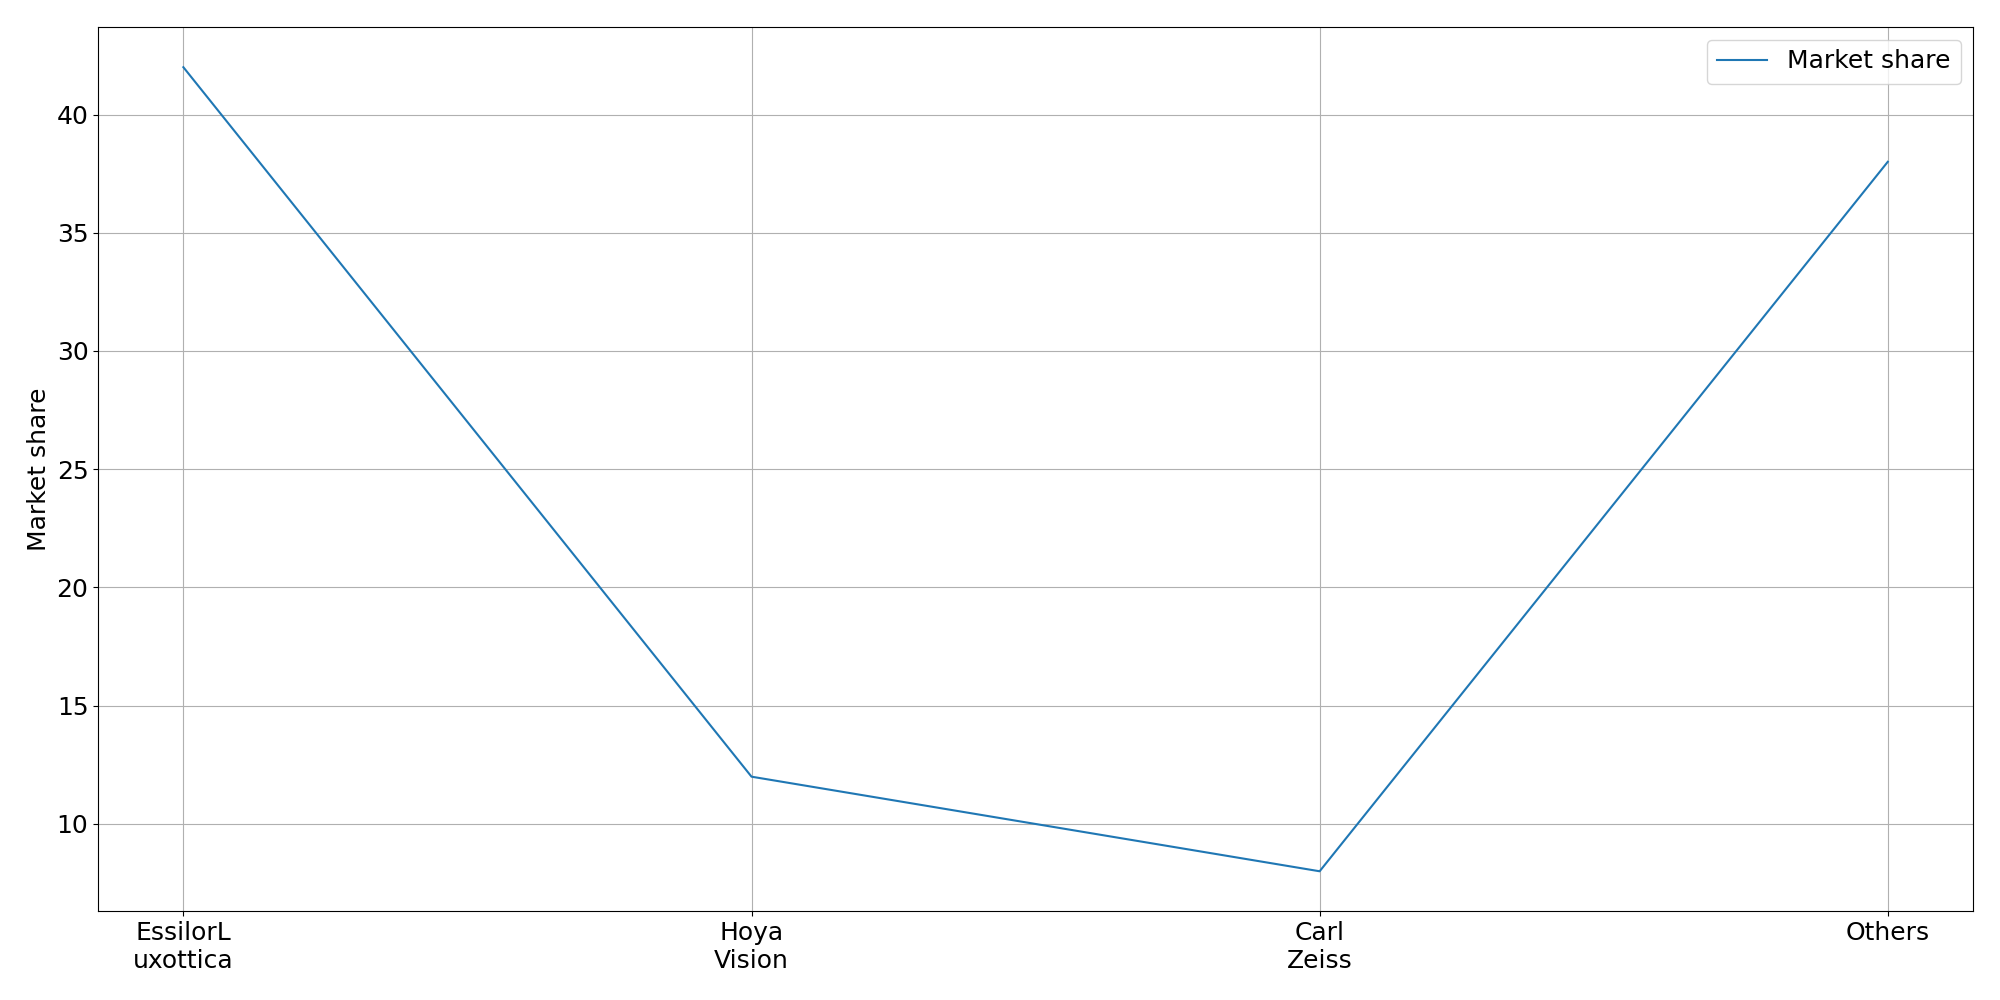 Market share
40
35
30
25
20
15
10
Market share
EssilorL
uxottica
Hoya
Vision
Carl
Zeiss
Others